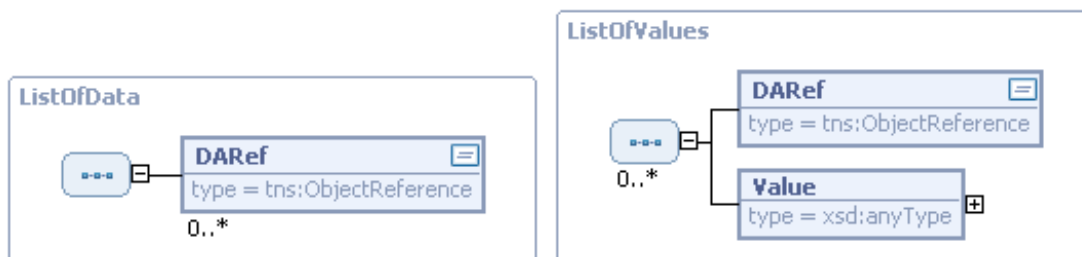 ListOfData
DARef
type = tns:ObjectReference
0..*
ListOfValues
0..*
DARef
type = tns:ObjectReference
Value
type = xsd:anyType